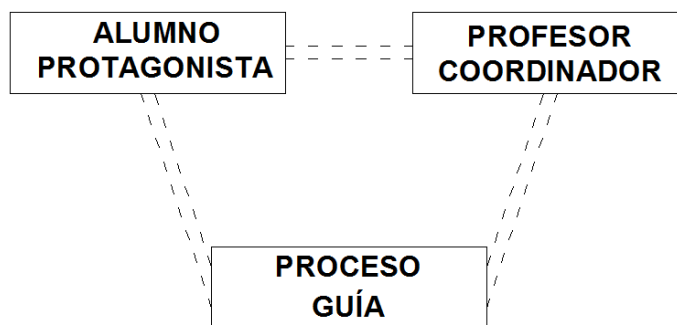 ALUMNO
PROTAGONISTA
PROFESOR
COORDINADOR
PROCESO
GUÍA